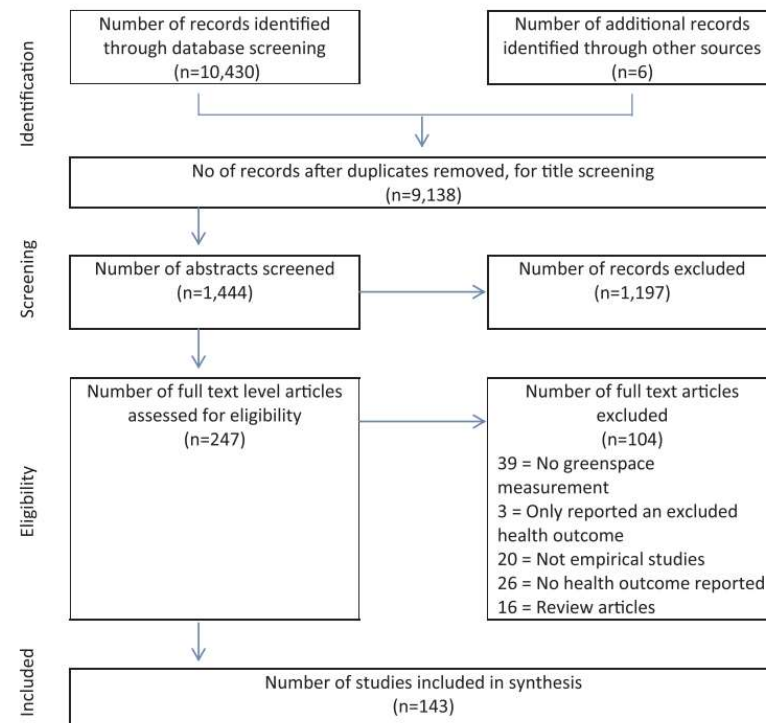 Identification
Number of records identified
through database screening
(n=10,430)
Number of additional records
identified through other sources
(n=6)
No of records after duplicates removed, for title screening
(n=9,138)
Screening
Number of abstracts screened
(n=1,444)
Number of records excluded
(n=1,197)
Eligibility
Number of full text level articles
assessed for eligibility
(n=247)
Number of full text articles
excluded
(n=104)
39 = No greenspace
measurement
3 = Only reported an excluded
health outcome
20 = Not empirical studies
26 = No health outcome reported
16 = Review articles
Included
Number of studies included in synthesis
(n=143)